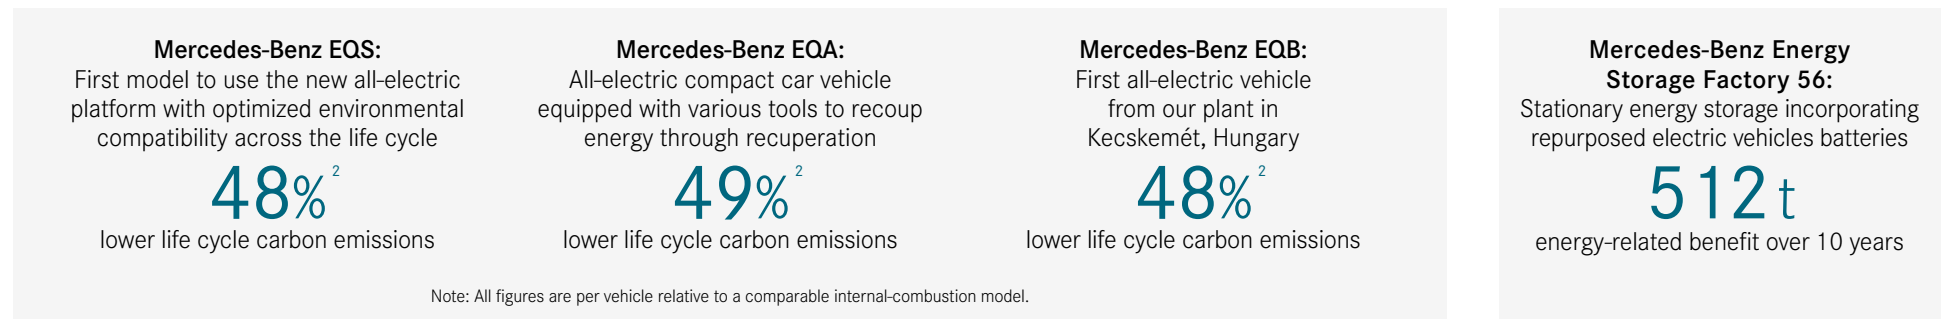 Mercedes-Benz EQS:
First model to use the new all-electric
platform with optimized environmental
compatibility across the life cycle
48%²
lower life cycle carbon emissions
Mercedes-Benz EQA:
All-electric compact car vehicle
equipped with various tools to recoup
energy through recuperation
49%²
lower life cycle carbon emissions
Mercedes-Benz EQB:
First all-electric vehicle
from our plant in
Kecskemét, Hungary
48%²
lower life cycle carbon emissions
Note: All figures are per vehicle relative to a comparable internal-combustion model.
Mercedes-Benz Energy
Storage Factory 56:
Stationary energy storage incorporating
repurposed electric vehicles batteries
512 t
energy-related benefit over 10 years